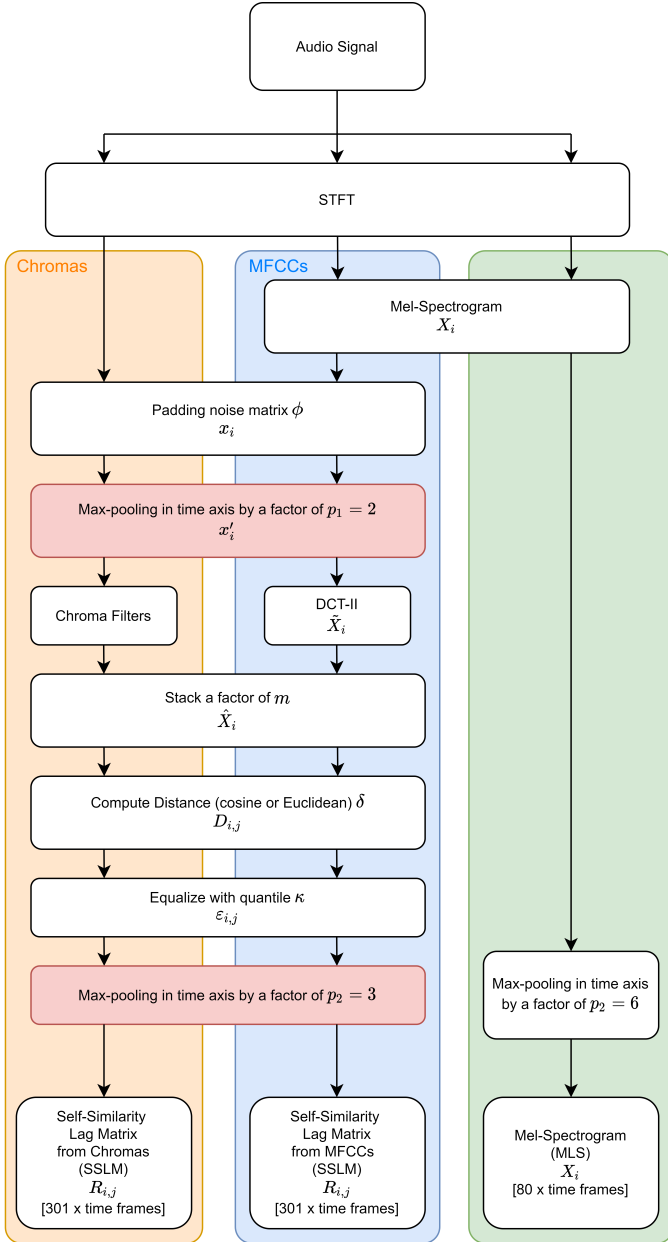 Audio Signal
STFT
Chromas
MFCCs
Mel-Spectrogram
X_i
Padding noise matrix ϕ
x_i
Max-pooling in time axis by a factor of p_1 = 2
x'_i
Chroma Filters
DCT-II
X̃_i
Stack a factor of m
X̂_i
Compute Distance (cosine or Euclidean) δ
D_{i,j}
Equalize with quantile κ
ε_{i,j}
Max-pooling in time axis by a factor of p_2 = 3
Max-pooling in time axis
by a factor of p_2 = 6
Self-Similarity
Lag Matrix
from Chromas
(SSLM)
R_{i,j}
[301 x time frames]
Self-Similarity
Lag Matrix
from MFCCs
(SSLM)
R_{i,j}
[301 x time frames]
Mel-Spectrogram
(MLS)
X_i
[80 x time frames]